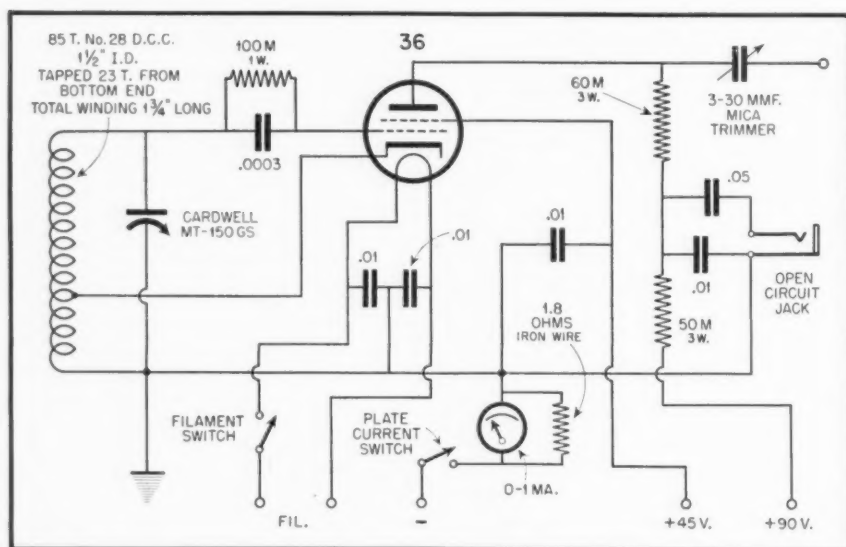 85 T. No. 28 D.C.C.
1½" I.D.
TAPPED 23 T. FROM
BOTTOM END
TOTAL WINDING 1¾" LONG
100 M
1 W.
36
60 M
3 W.
3-30 MMF.
MICA
TRIMMER
.0003
CARDWELL
MT-150 GS
.01
.01
.01
.05
.01
OPEN
CIRCUIT
JACK
1.8
OHMS
IRON WIRE
50 M
3 W.
FILAMENT
SWITCH
PLATE
CURRENT
SWITCH
0-1 MA.
FIL.
–
+45 V.
+90 V.